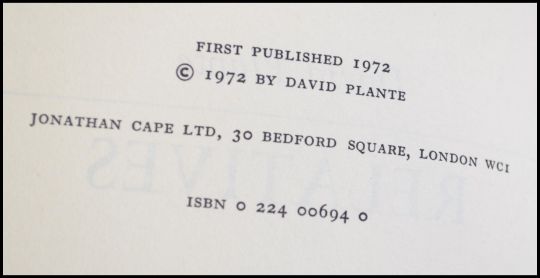 FIRST PUBLISHED 1972
© 1972 BY DAVID PLANTE
JONATHAN CAPE LTD, 30 BEDFORD SQUARE, LONDON WC1
RELATIVES
ISBN 0 224 00694 0